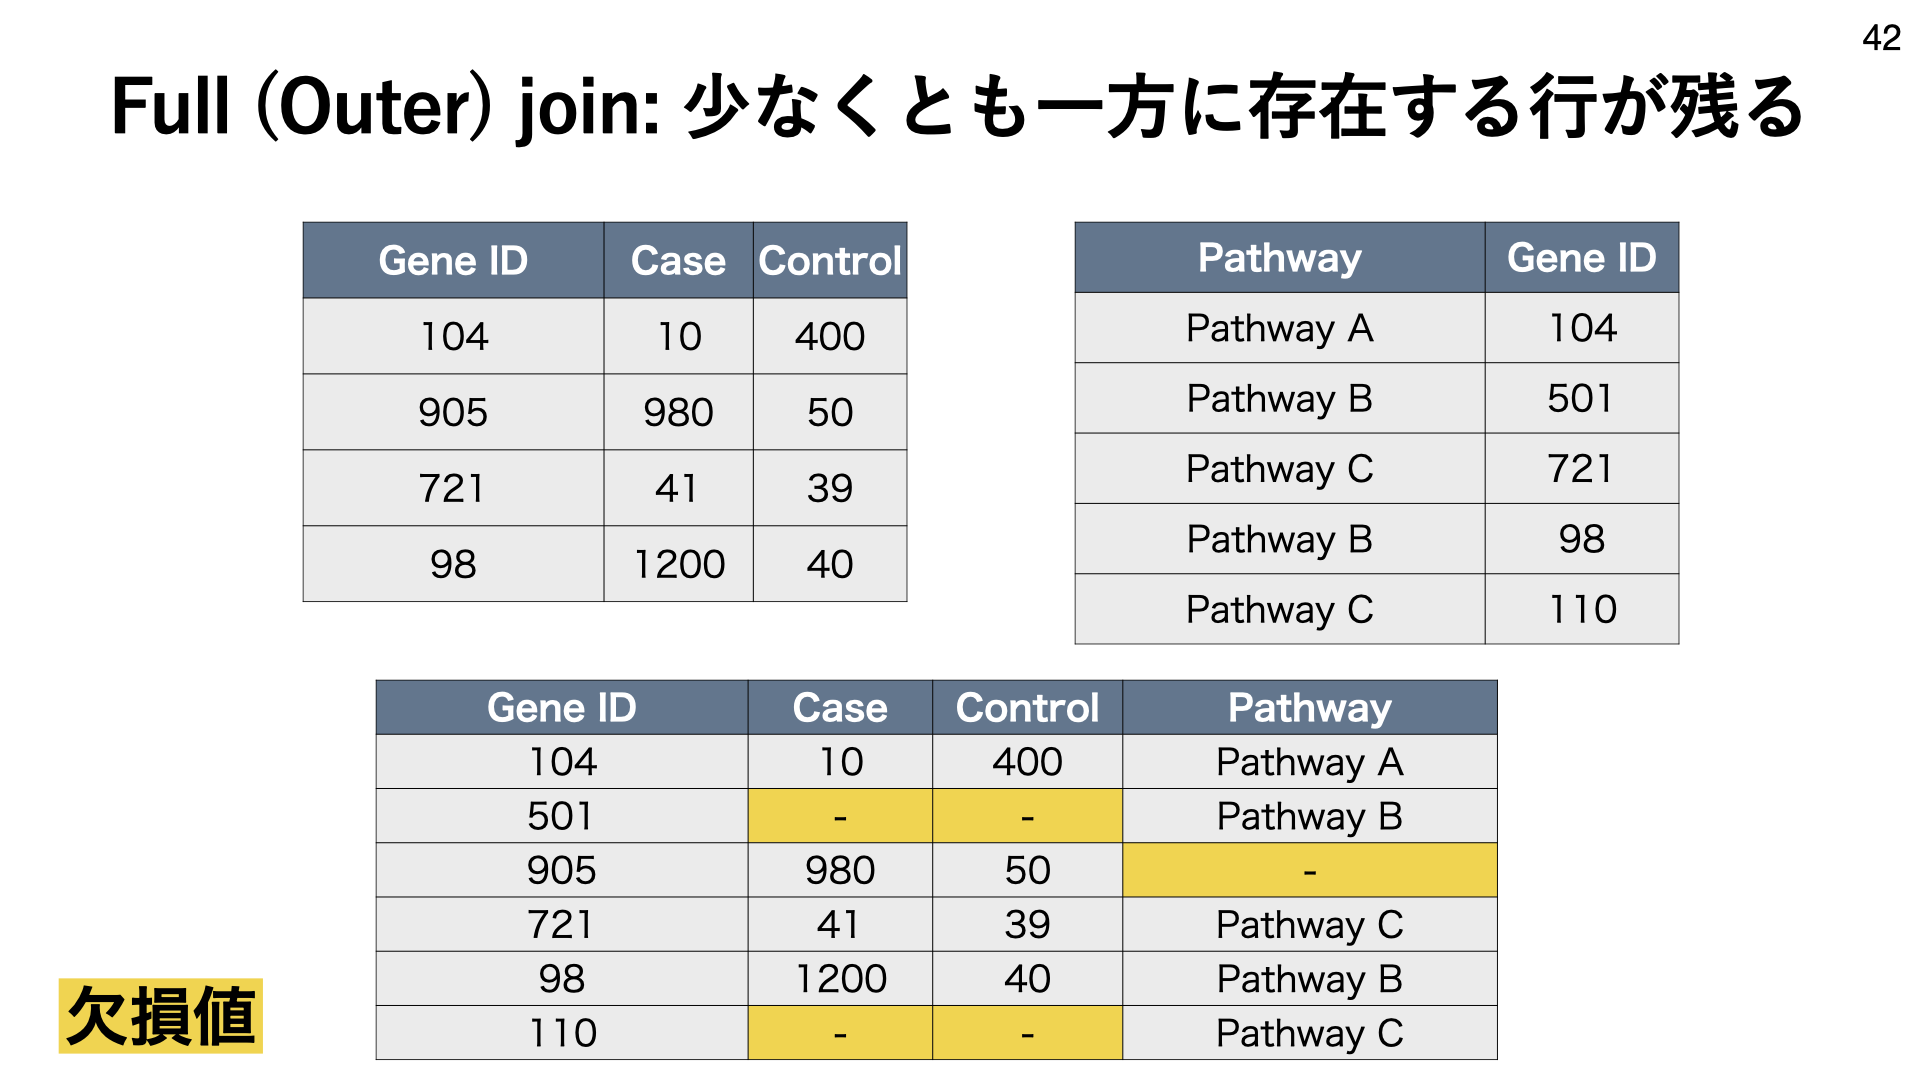 42
Full (Outer) join: 少なくとも一方に存在する行が残る
Gene ID Case Control
104 10 400
905 980 50
721 41 39
98 1200 40
Pathway Gene ID
Pathway A 104
Pathway B 501
Pathway C 721
Pathway B 98
Pathway C 110
Gene ID Case Control Pathway
104 10 400 Pathway A
501 - - Pathway B
905 980 50 -
721 41 39 Pathway C
98 1200 40 Pathway B
110 - - Pathway C
欠損値